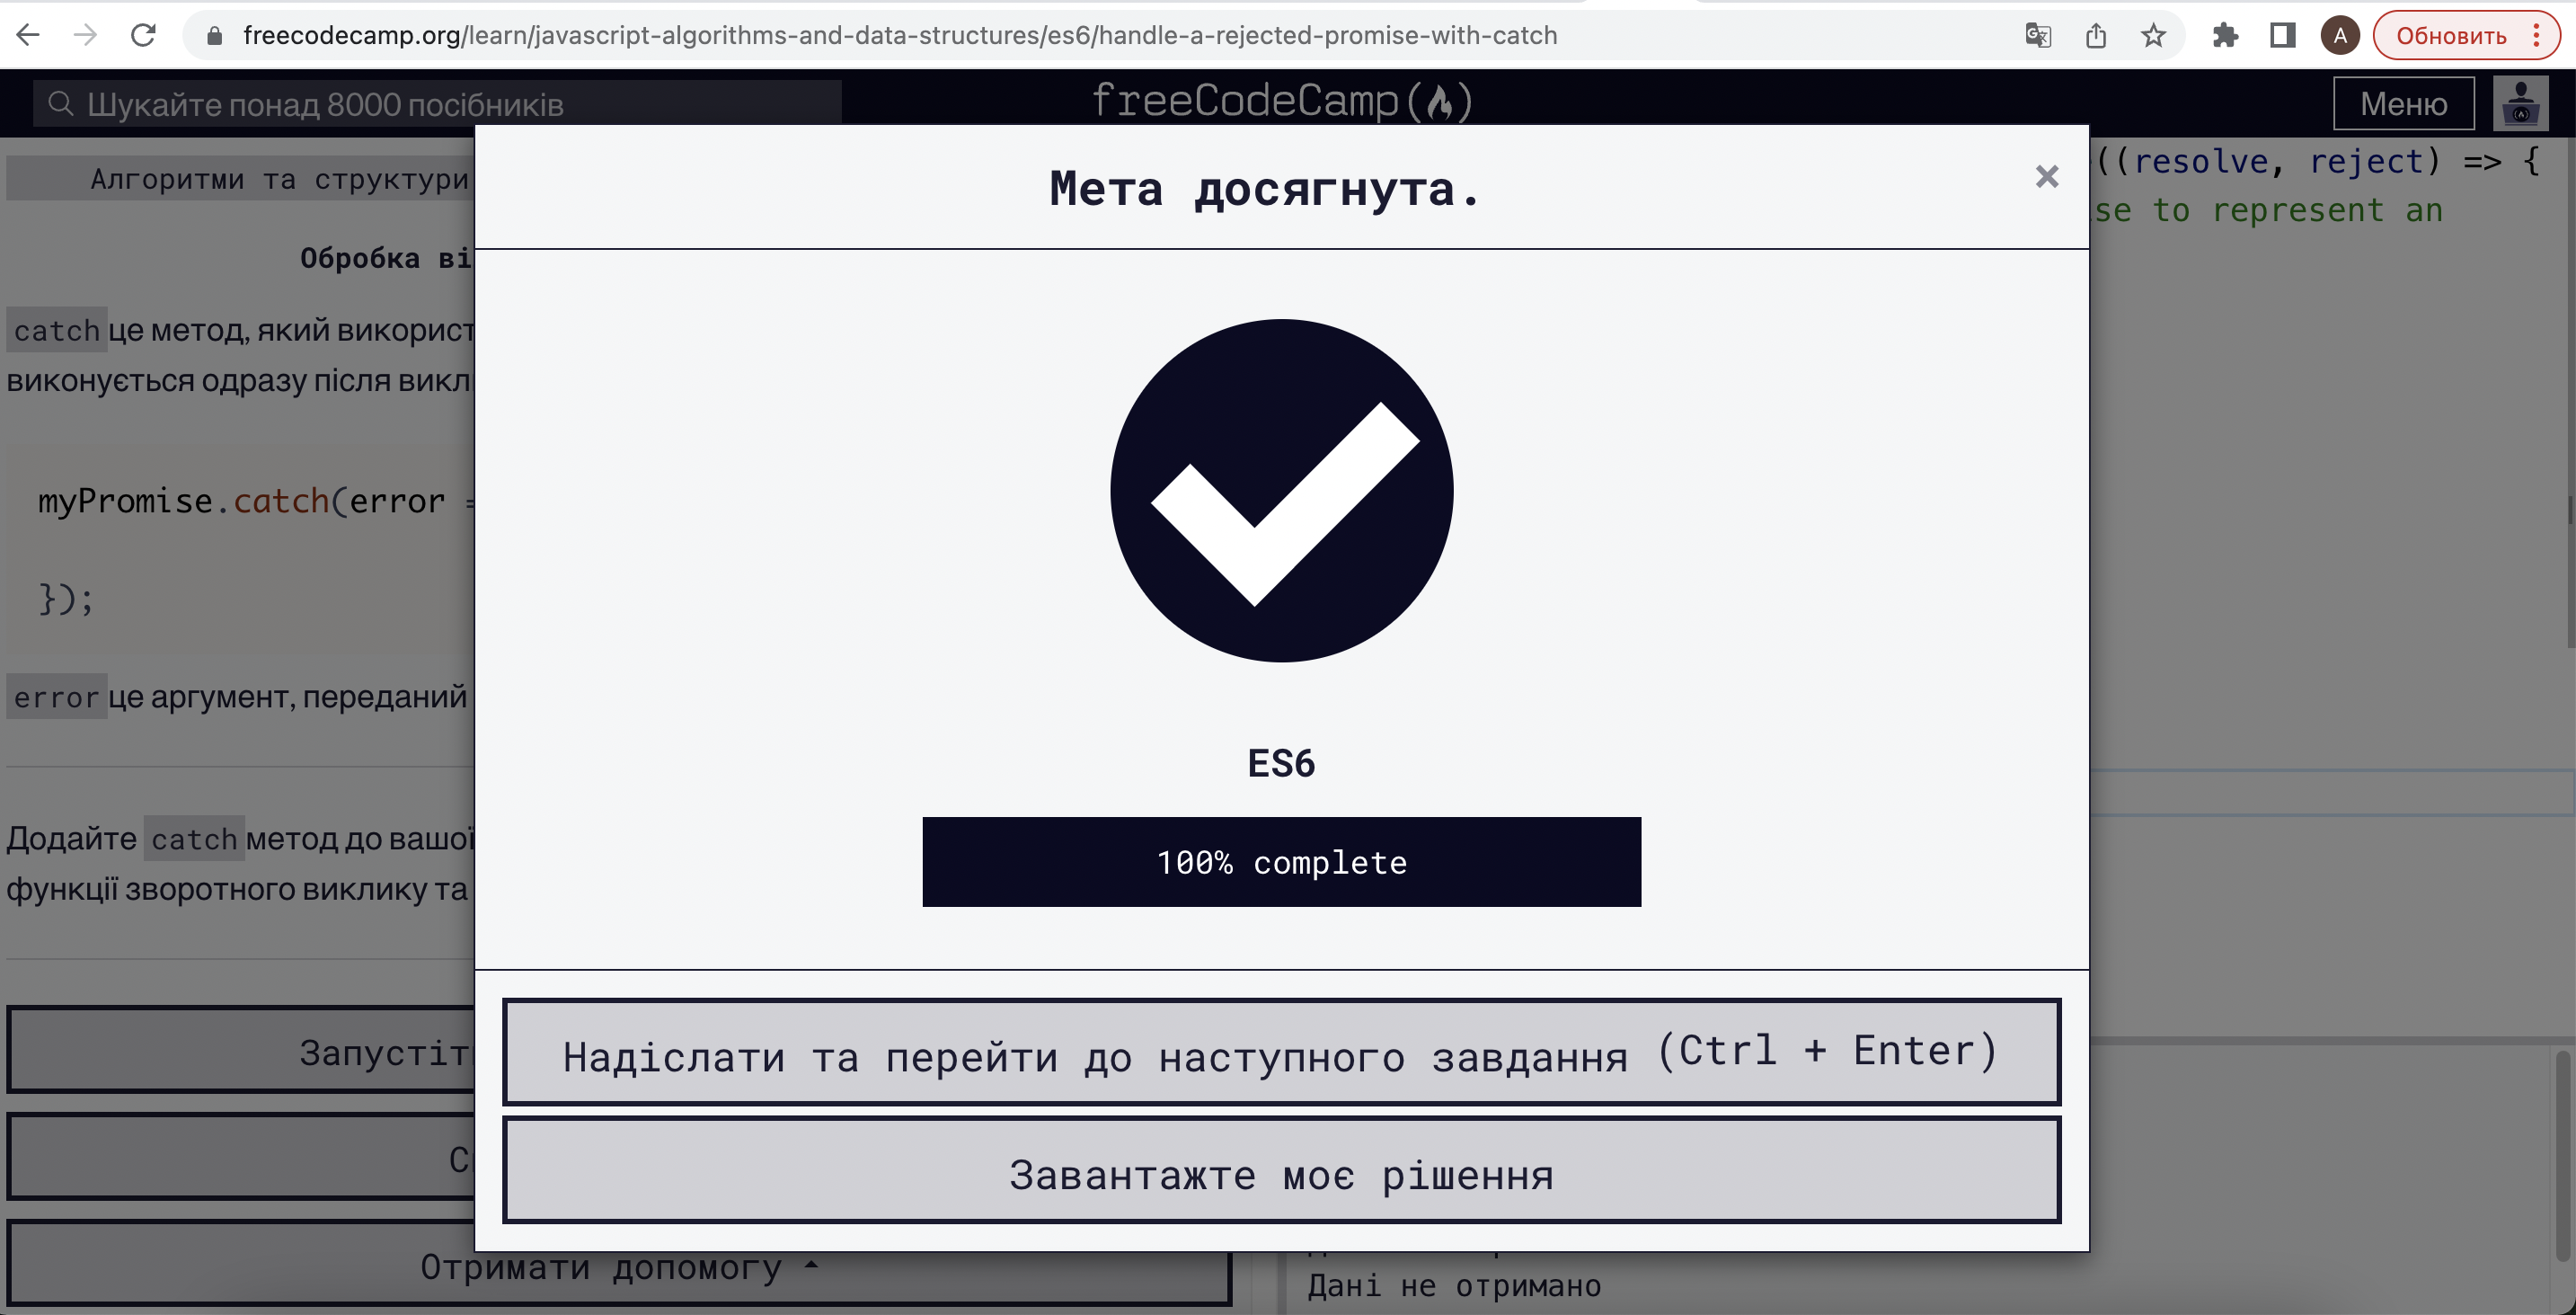 freecodecamp.org/learn/javascript-algorithms-and-data-structures/es6/handle-a-rejected-promise-with-catch
A
Обновить
Шукайте понад 8000 посібників
freeCodeCamp
Меню
Алгоритми та структури
Обробка ві
catch це метод, який використ
виконується одразу після викл
myPromise.catch(error =
});
error це аргумент, переданий
Додайте catch метод до вашої
функції зворотного виклику та
Запустіт
С
Отримати допомогу
Мета досягнута.
×
ES6
100% complete
Надіслати та перейти до наступного завдання (Ctrl + Enter)
Завантажте моє рішення
((resolve, reject) => {
se to represent an
Дані не отримано